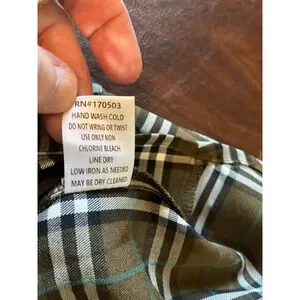 RN#170503
HAND WASH COLD
DO NOT WRING OR TWIST
USE ONLY NON
CHLORINE BLEACH
LINE DRY
LOW IRON AS NEEDED
MAY BE DRY CLEANED